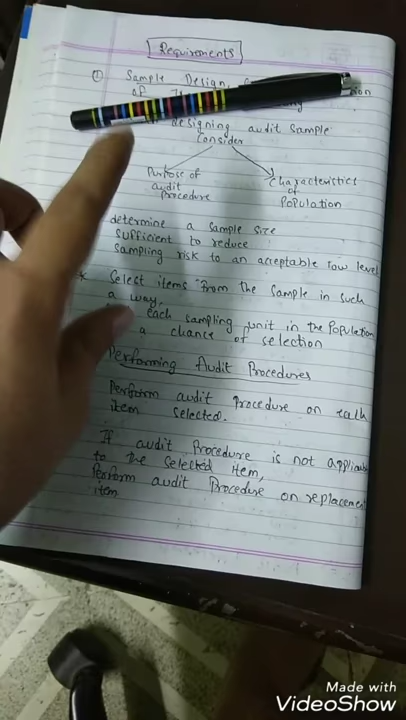 Requirements
① Sample Design,
of
designing audit sample
Consider
Purpose of
audit
Procedure
Characteristics
of
Population
determine a sample size
sufficient to reduce
sampling risk to an acceptable low level
* Select items from the sample in such
a way,
each sampling unit in the Population
a chance of selection
Performing Audit Procedures
Perform audit Procedure on each
item selected.
If audit Procedure is not applicable
to the selected item,
Perform audit Procedure on replacement
item
Made with
VideoShow